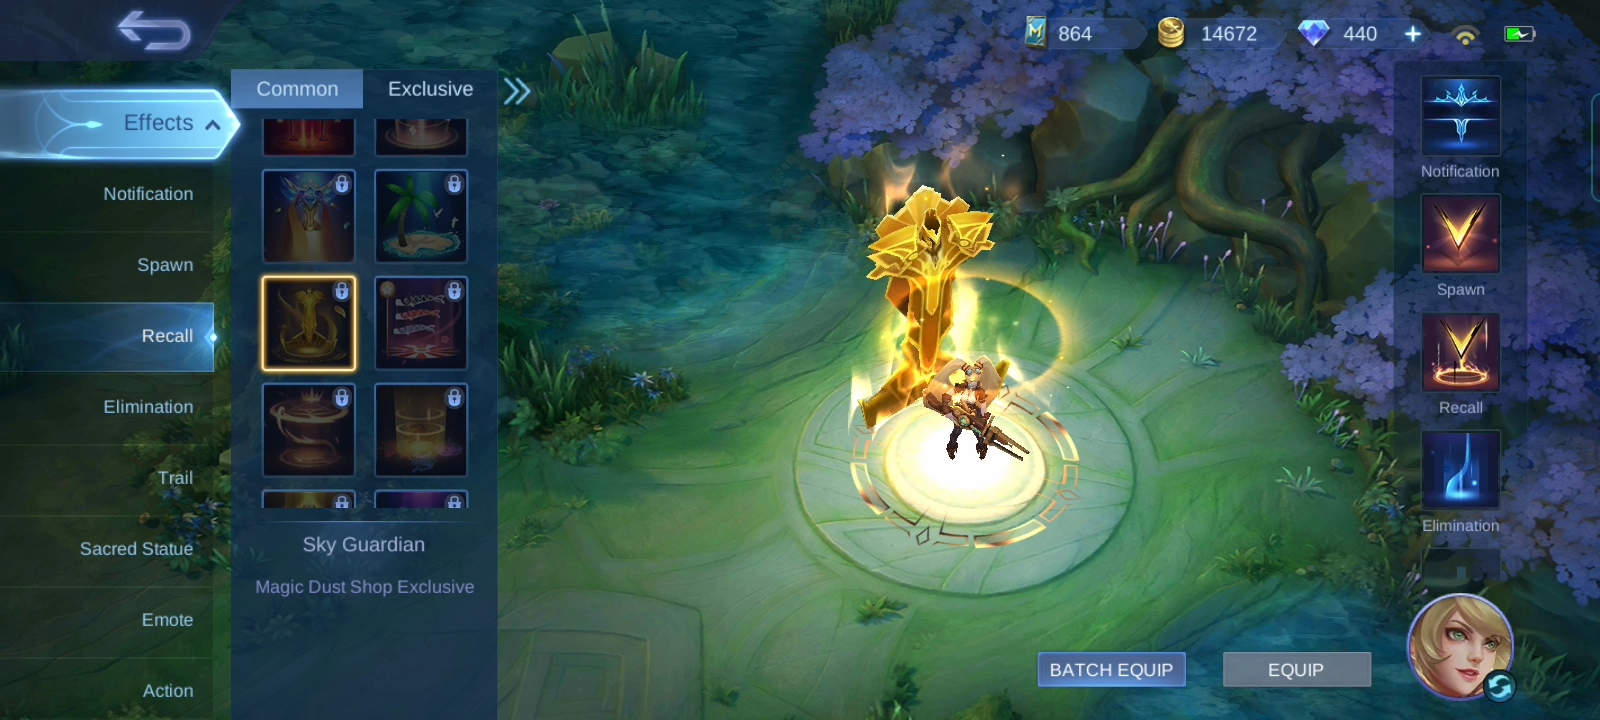 864
14672
440
Common
Exclusive
Effects
Notification
Spawn
Recall
Elimination
Trail
Sacred Statue
Emote
Action
Sky Guardian
Magic Dust Shop Exclusive
Notification
Spawn
Recall
Elimination
BATCH EQUIP
EQUIP